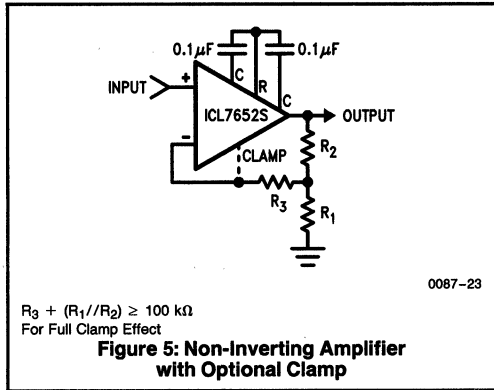 0.1µF 0.1µF
C R C
INPUT + ICL7652S OUTPUT
-
CLAMP
R2
R3
R1
0087-23
R3 + (R1//R2) ≥ 100 kΩ
For Full Clamp Effect
Figure 5: Non-Inverting Amplifier
with Optional Clamp